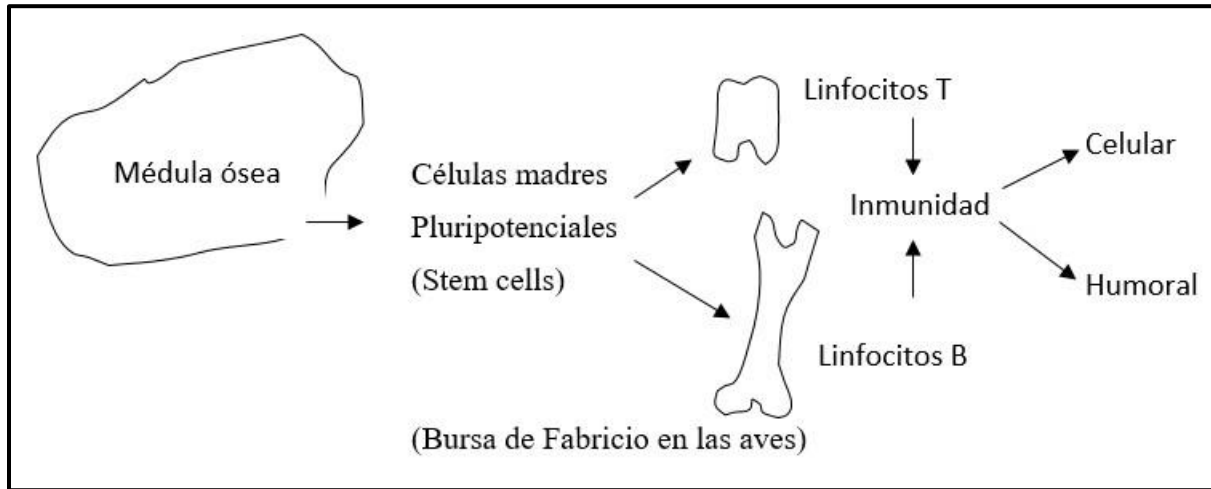 Médula ósea
Células madres
Pluripotenciales
(Stem cells)
Linfocitos T
Inmunidad
Linfocitos B
Celular
Humoral
(Bursa de Fabricio en las aves)